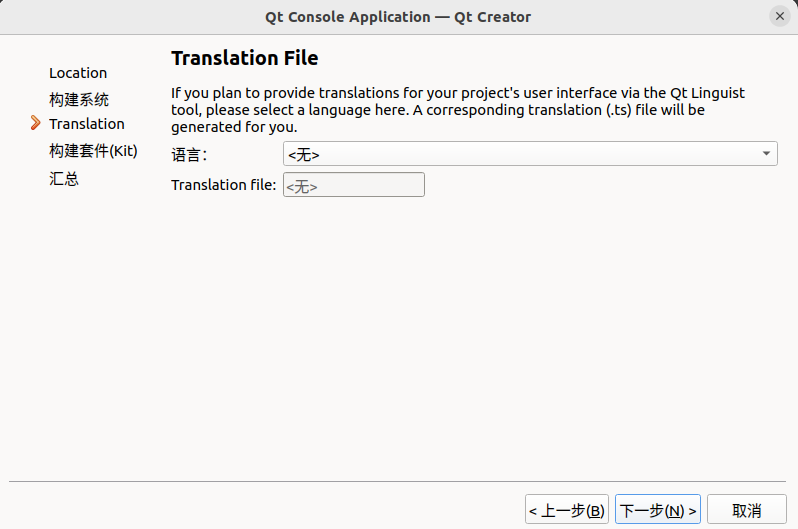 Qt Console Application — Qt Creator
Location
构建系统
Translation
构建套件(Kit)
汇总
Translation File
If you plan to provide translations for your project's user interface via the Qt Linguist
tool, please select a language here. A corresponding translation (.ts) file will be
generated for you.
语言：
<无>
Translation file:
<无>
< 上一步(B)
下一步(N) >
取消